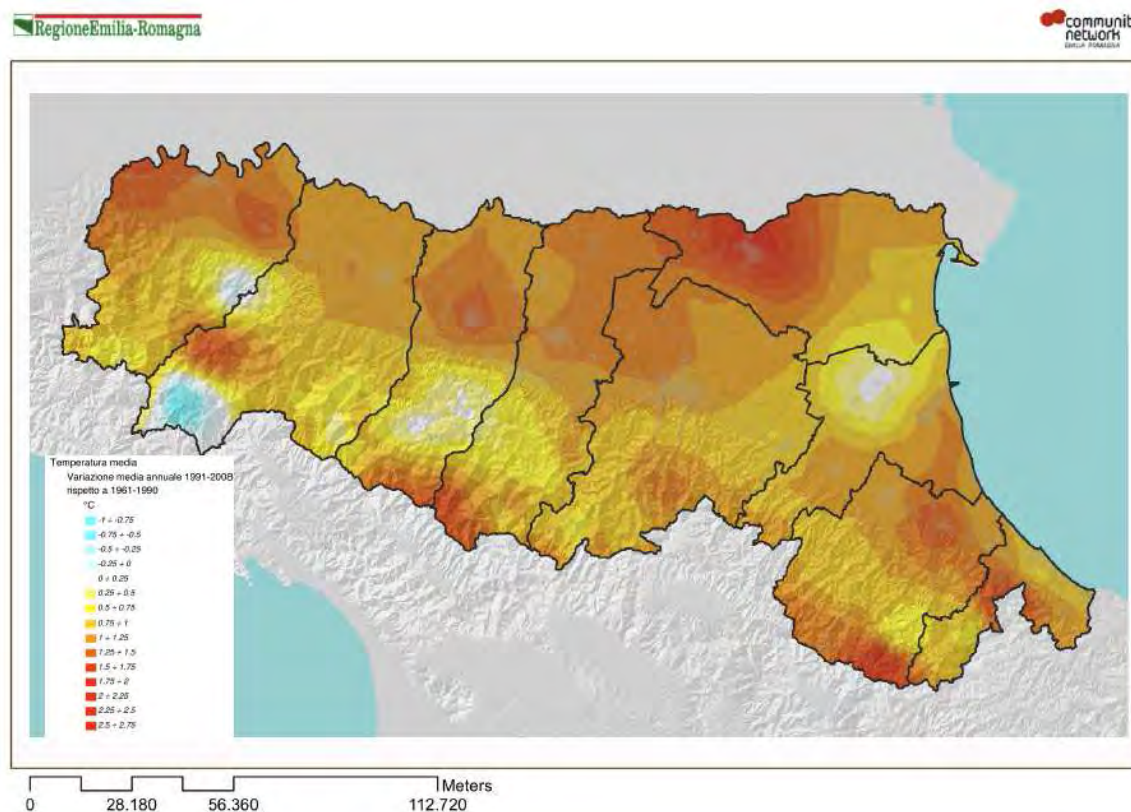 RegioneEmilia-Romagna
communit
network
EMILIA ROMAGNA
Temperatura media
Variazione media annuale 1991-2008
rispetto a 1961-1990
°C
-1 ÷ -0.75
-0.75 ÷ -0.5
-0.5 ÷ -0.25
-0.25 ÷ 0
0 ÷ 0.25
0.25 ÷ 0.5
0.5 ÷ 0.75
0.75 ÷ 1
1 ÷ 1.25
1.25 ÷ 1.5
1.5 ÷ 1.75
1.75 ÷ 2
2 ÷ 2.25
2.25 ÷ 2.5
2.5 ÷ 2.75
Meters
0 28.180 56.360 112.720